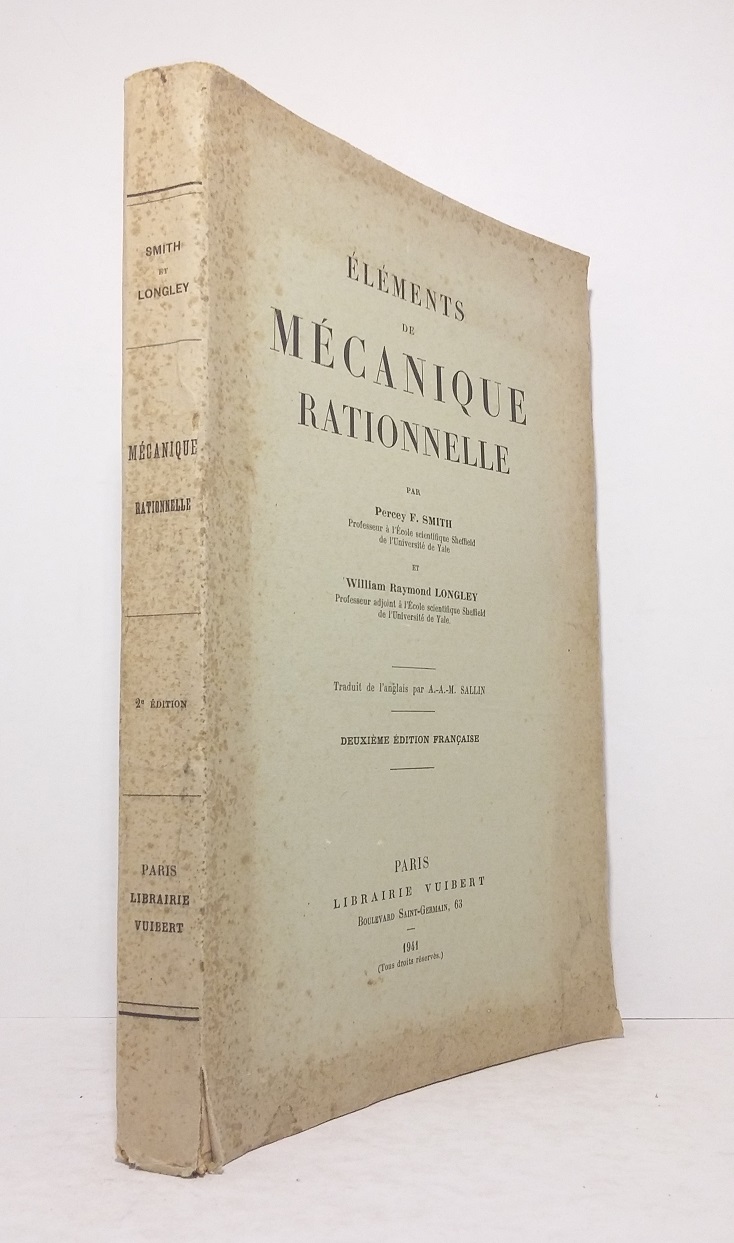 SMITH
ET
LONGLEY
MÉCANIQUE
RATIONNELLE
2e ÉDITION
PARIS
LIBRAIRIE
VUIBERT
ÉLÉMENTS
DE
MÉCANIQUE
RATIONNELLE
PAR
Percey F. SMITH
Professeur à l'École scientifique Sheffield
de l'Université de Yale
ET
William Raymond LONGLEY
Professeur adjoint à l'École scientifique Sheffield
de l'Université de Yale.
Traduit de l'anglais par A.-A.-M. SALLIN
DEUXIÈME ÉDITION FRANÇAISE
PARIS
LIBRAIRIE VUIBERT
BOULEVARD SAINT-GERMAIN, 63
1941
(Tous droits réservés.)